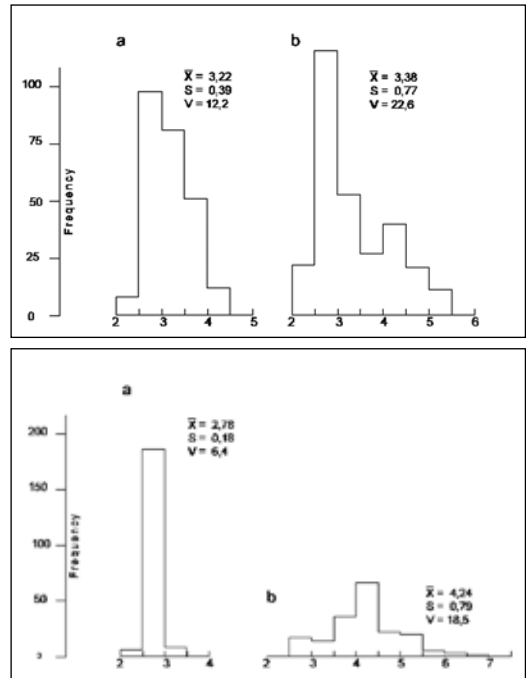 a
b
X̄ = 3,22
S = 0,39
V = 12,2
X̄ = 3,38
S = 0,77
V = 22,6
100
75
50
25
0
Frequency
2 3 4 5
2 3 4 5 6
a
X̄ = 2,78
S = 0,18
V = 6,4
200
150
100
50
Frequency
b
X̄ = 4,24
S = 0,79
V = 18,5
2 3 4
2 3 4 5 6 7